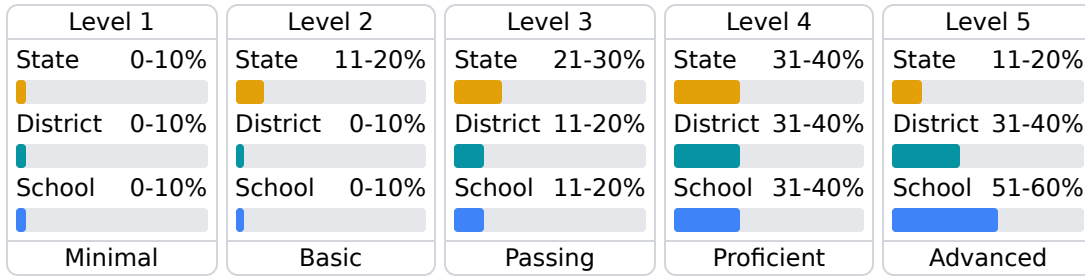 Level 1
State 0-10%
District 0-10%
School 0-10%
Minimal
Level 2
State 11-20%
District 0-10%
School 0-10%
Basic
Level 3
State 21-30%
District 11-20%
School 11-20%
Passing
Level 4
State 31-40%
District 31-40%
School 31-40%
Proficient
Level 5
State 11-20%
District 31-40%
School 51-60%
Advanced